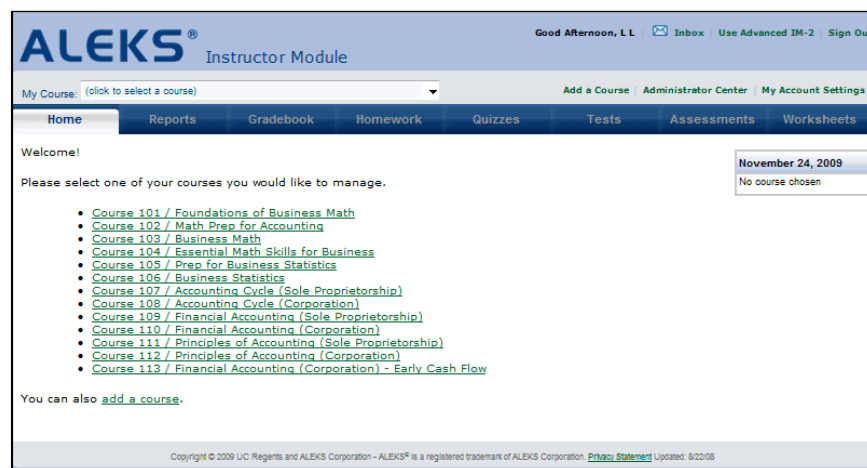 ALEKS® Instructor Module
Good Afternoon, L L | Inbox | Use Advanced IM-2 | Sign Ou
My Course: (click to select a course)
Add a Course | Administrator Center | My Account Settings
Home Reports Gradebook Homework Quizzes Tests Assessments Worksheets
Welcome!
Please select one of your courses you would like to manage.
November 24, 2009
No course chosen
• Course 101 / Foundations of Business Math
• Course 102 / Math Prep for Accounting
• Course 103 / Business Math
• Course 104 / Essential Math Skills for Business
• Course 105 / Prep for Business Statistics
• Course 106 / Business Statistics
• Course 107 / Accounting Cycle (Sole Proprietorship)
• Course 108 / Accounting Cycle (Corporation)
• Course 109 / Financial Accounting (Sole Proprietorship)
• Course 110 / Financial Accounting (Corporation)
• Course 111 / Principles of Accounting (Sole Proprietorship)
• Course 112 / Principles of Accounting (Corporation)
• Course 113 / Financial Accounting (Corporation) - Early Cash Flow
You can also add a course.
Copyright © 2009 UC Regents and ALEKS Corporation - ALEKS® is a registered trademark of ALEKS Corporation. Privacy Statement Updated: 8/22/08